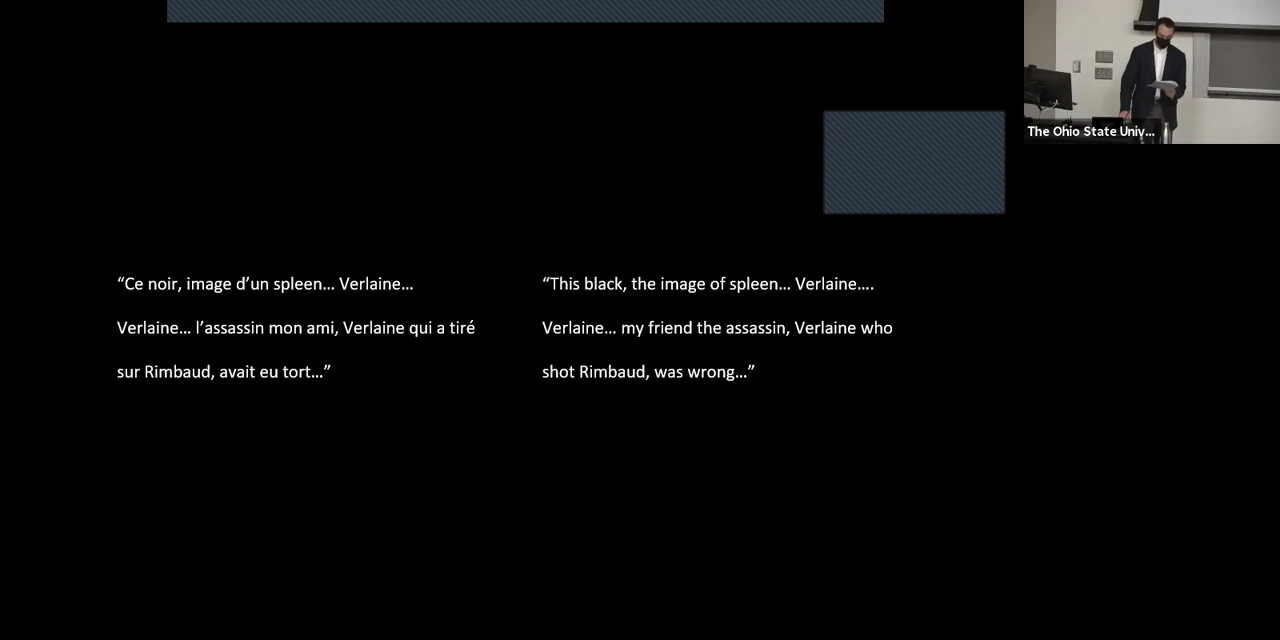 The Ohio State Univ...
“Ce noir, image d’un spleen... Verlaine...
Verlaine... l’assassin mon ami, Verlaine qui a tiré
sur Rimbaud, avait eu tort...”
“This black, the image of spleen... Verlaine....
Verlaine... my friend the assassin, Verlaine who
shot Rimbaud, was wrong...”